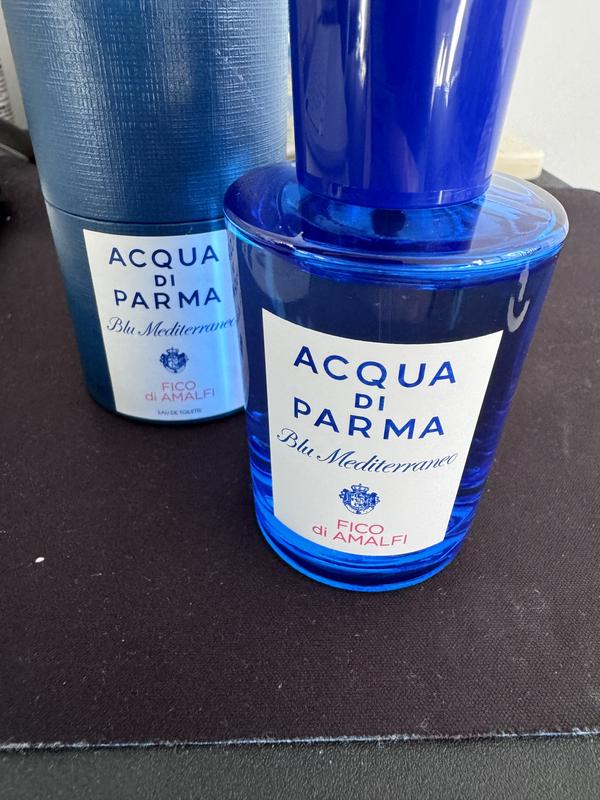 ACQUA
DI
PARMA
Blu Mediterraneo
FICO
di AMALFI
EAU DE TOILETTE
ACQUA
DI
PARMA
Blu Mediterraneo
FICO
di AMALFI